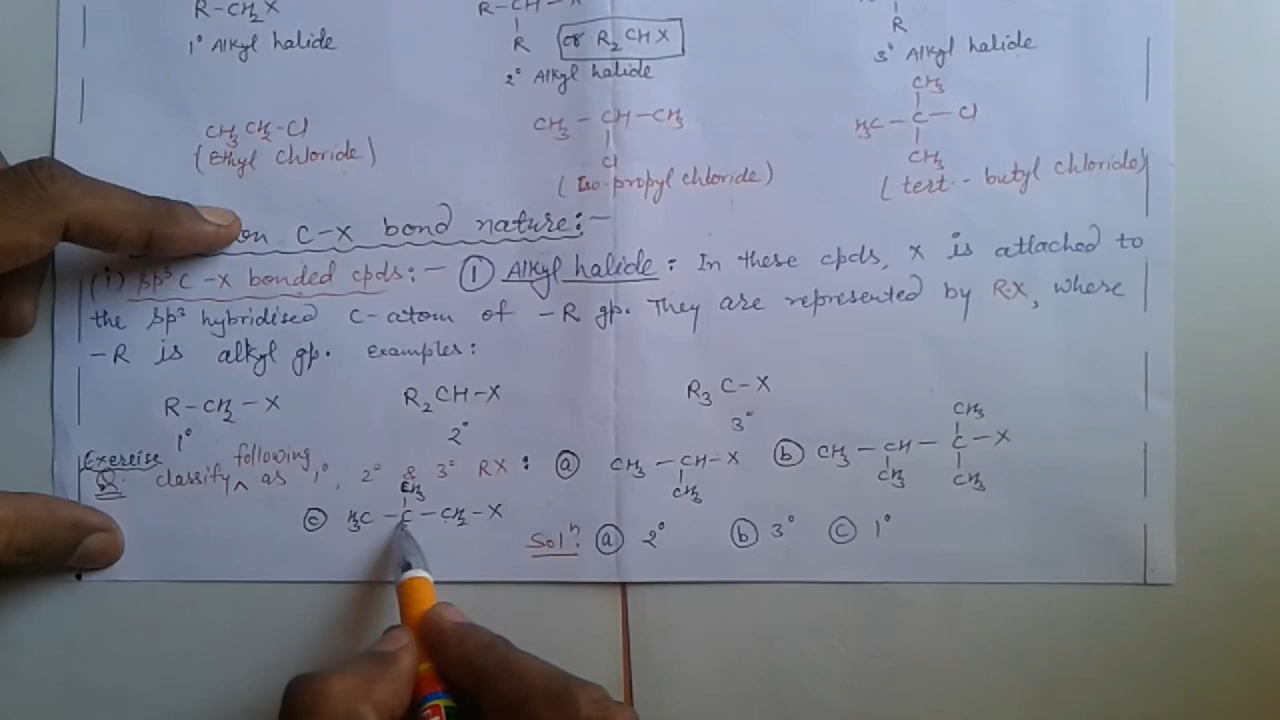 R-CH₂X R-CH-X
R or R₂CHX R
1° Alkyl halide 2° Alkyl halide 3° Alkyl halide
CH₃CH₂-Cl CH₃-CH-CH₃ H₃C-C-Cl
Cl CH₃ CH₃
(Ethyl chloride) (Iso-propyl chloride) (tert-- butyl chloride)
on C-X bond nature:-
(i) sp³C-X bonded cpds:- ① Alkyl halide: In these cpds, X is attached to
the sp³ hybridised C-atom of -R gp. They are represented by R-X, where
-R is alkyl gp. Examples:
R-CH₂-X R₂CH-X R₃C-X
1° 2° 3°
Exercise
Q. classify following as 1°, 2° & 3° RX: (a) CH₃-CH-X (b) CH₃-CH-C-X
CH₃ CH₃ CH₃ CH₃
(c) H₃C-C-CH₂-X
CH₃
Solⁿ: (a) 2° (b) 3° (c) 1°